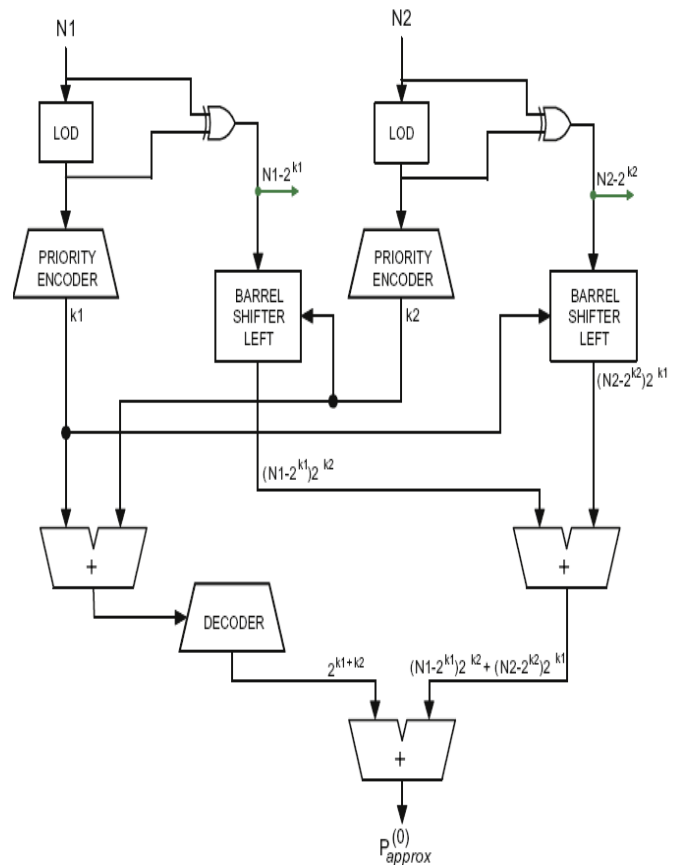 N1
N2
LOD
LOD
N1-2^k1
N2-2^k2
PRIORITY
ENCODER
BARREL
SHIFTER
LEFT
PRIORITY
ENCODER
BARREL
SHIFTER
LEFT
k1
k2
(N2-2^k2)2^k1
(N1-2^k1)2^k2
+
+
DECODER
2^k1+k2
(N1-2^k1)2^k2 + (N2-2^k2)2^k1
+
P^(0)_approx